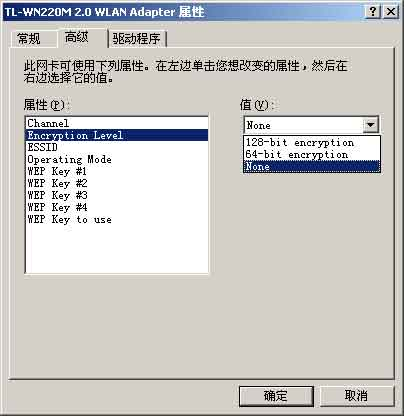 TL-WN220M 2.0 WLAN Adapter 属性
常规
高级
驱动程序
此网卡可使用下列属性。在左边单击您想改变的属性，然后在
右边选择它的值。
属性(P):
Channel
Encryption Level
ESSID
Operating Mode
WEP Key #1
WEP Key #2
WEP Key #3
WEP Key #4
WEP Key to use
值(V):
None
128-bit encryption
64-bit encryption
None
确定
取消